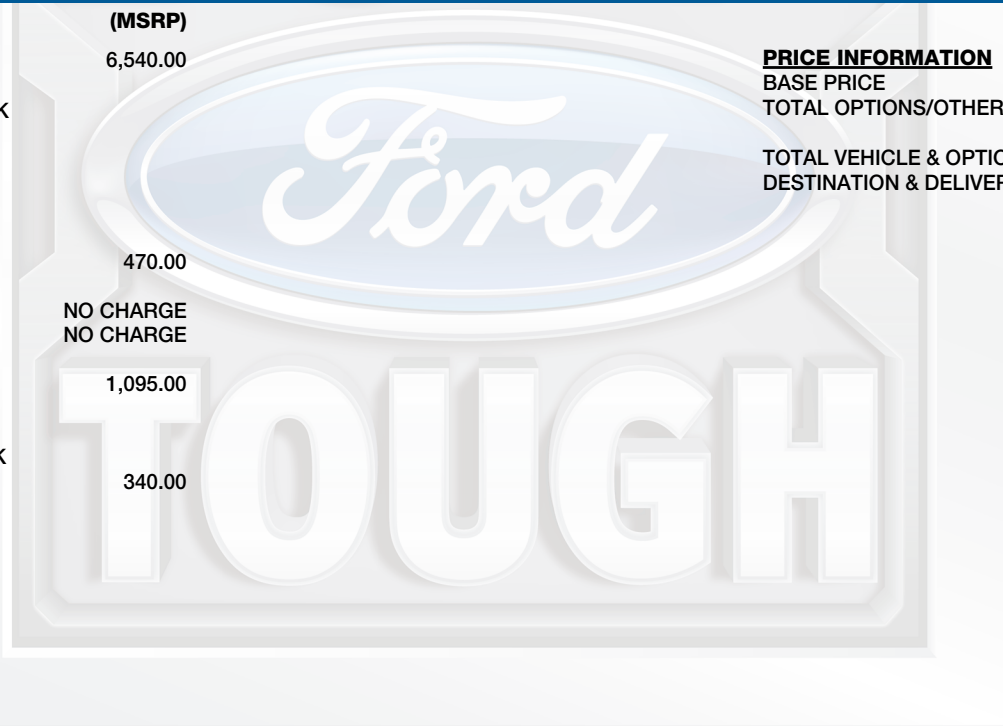 (MSRP)
6,540.00
K
470.00
NO CHARGE
NO CHARGE
1,095.00
K
340.00
PRICE INFORMATION
BASE PRICE
TOTAL OPTIONS/OTHER
TOTAL VEHICLE & OPTIO
DESTINATION & DELIVER
Ford
TOUGH